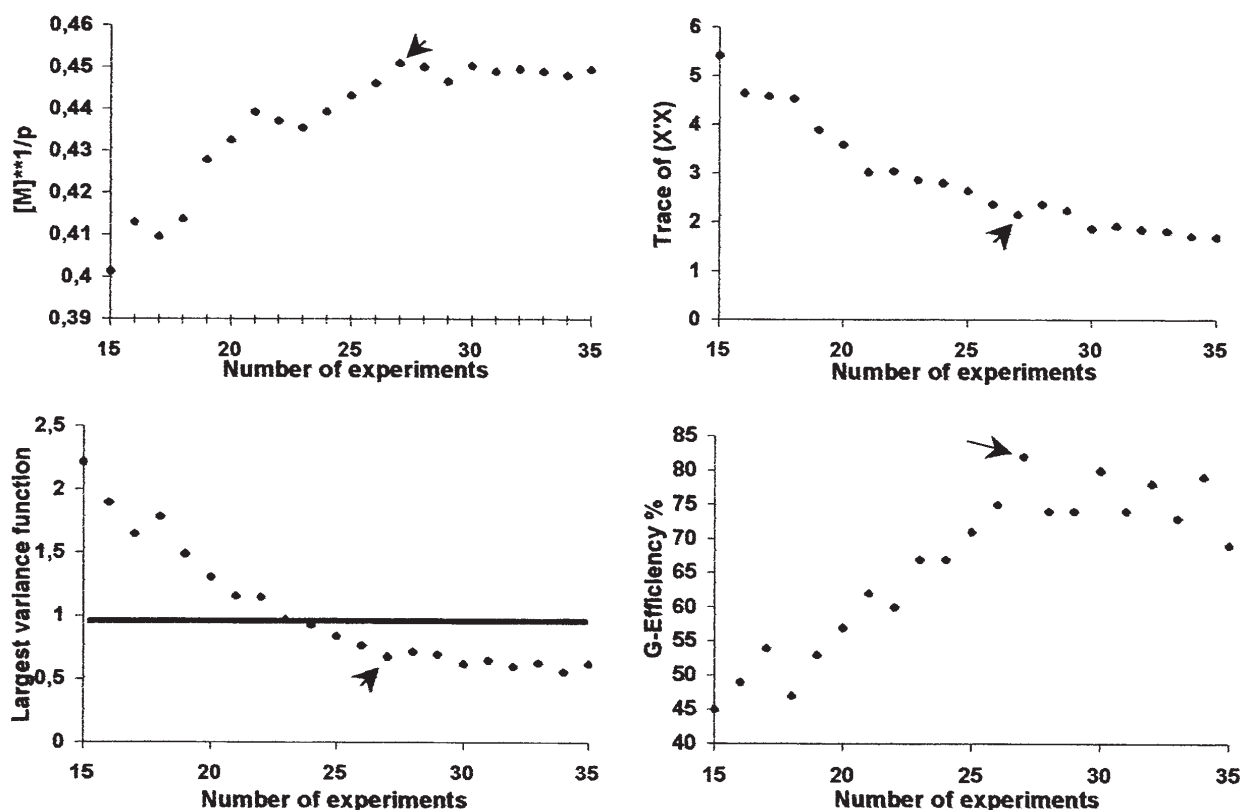 [M]**1/p
0,46
0,45
0,44
0,43
0,42
0,41
0,4
0,39
15 20 25 30 35
Number of experiments
Trace of (X'X)
6
5
4
3
2
1
0
15 20 25 30 35
Number of experiments
Largest variance function
2,5
2
1,5
1
0,5
0
15 20 25 30 35
Number of experiments
G-Efficiency %
85
80
75
70
65
60
55
50
45
40
15 20 25 30 35
Number of experiments